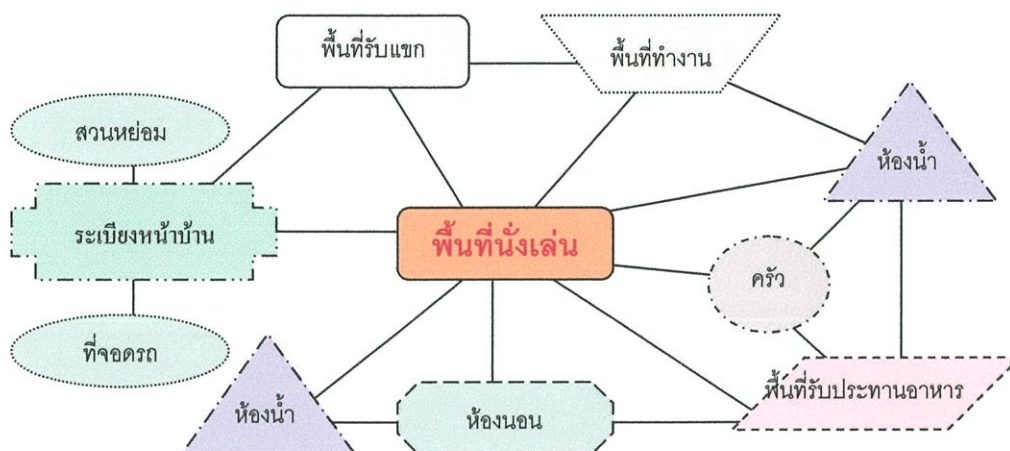 พื้นที่รับแขก
พื้นที่ทำงาน
สวนหย่อม
ห้องน้ำ
ระเบียงหน้าบ้าน
พื้นที่นั่งเล่น
ครัว
ที่จอดรถ
ห้องน้ำ
ห้องนอน
พื้นที่รับประทานอาหาร